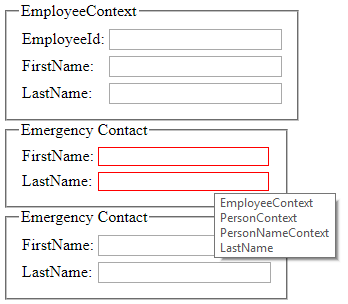 EmployeeContext
EmployeeId:
FirstName:
LastName:
Emergency Contact
FirstName:
LastName:
EmployeeContext
PersonContext
PersonNameContext
LastName
Emergency Contact
FirstName:
LastName: